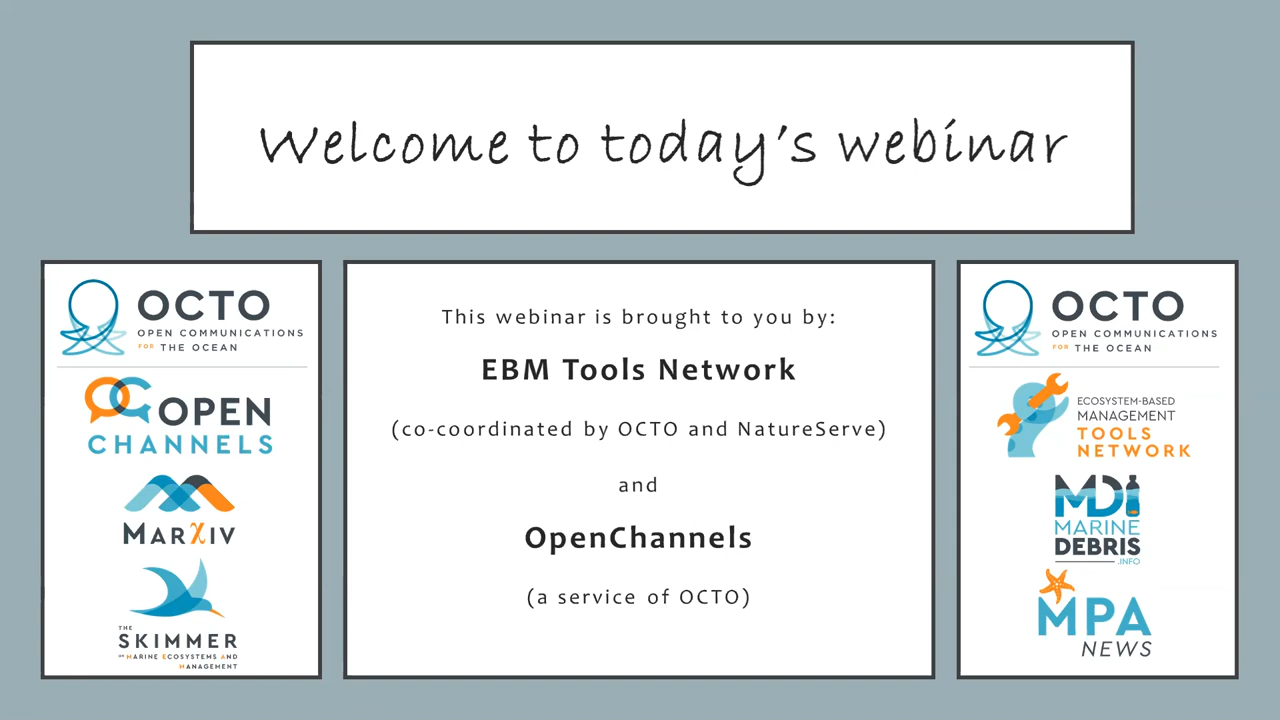 Welcome to today's webinar
OCTO
OPEN COMMUNICATIONS
FOR THE OCEAN
OPEN
CHANNELS
MARXIV
THE
SKIMMER
ON MARINE ECOSYSTEMS AND
MANAGEMENT
This webinar is brought to you by:
EBM Tools Network
(co-coordinated by OCTO and NatureServe)
and
OpenChannels
(a service of OCTO)
OCTO
OPEN COMMUNICATIONS
FOR THE OCEAN
ECOSYSTEM-BASED
MANAGEMENT
TOOLS
NETWORK
MDI
MARINE
DEBRIS
.INFO
MPA
NEWS